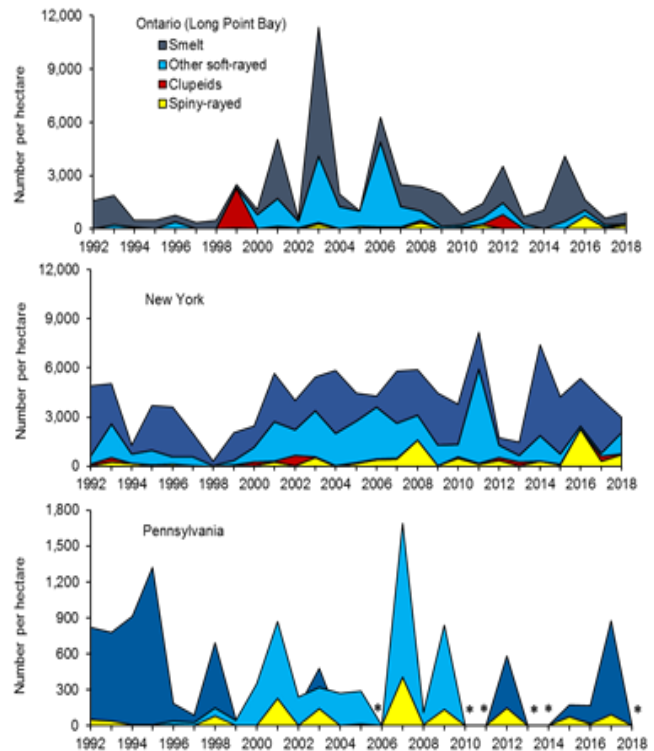 Ontario (Long Point Bay)
Smelt
Other soft-rayed
Clupeids
Spiny-rayed
Number per hectare
12,000
9,000
6,000
3,000
0
1992 1994 1996 1998 2000 2002 2004 2006 2008 2010 2012 2014 2016 2018
New York
Number per hectare
12,000
9,000
6,000
3,000
0
1992 1994 1996 1998 2000 2002 2004 2006 2008 2010 2012 2014 2016 2018
Pennsylvania
Number per hectare
1,800
1,500
1,200
900
600
300
0
* * * * * *
1992 1994 1996 1998 2000 2002 2004 2006 2008 2010 2012 2014 2016 2018